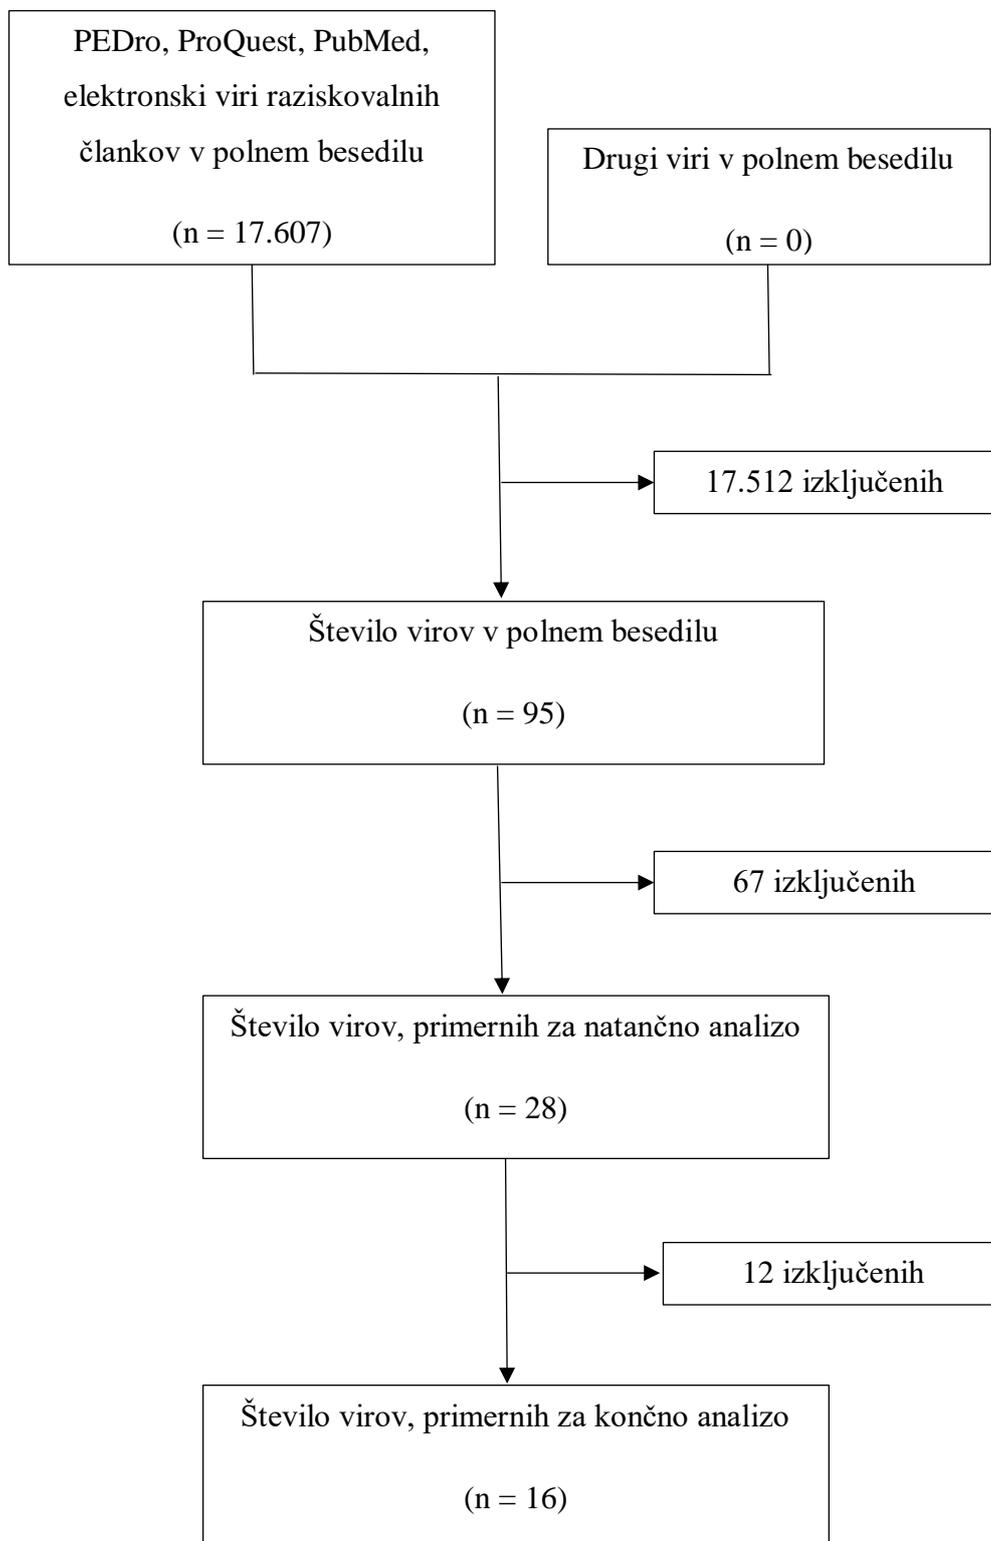 PEDro, ProQuest, PubMed,
elektronski viri raziskovalnih
člankov v polnem besedilu
(n = 17.607)
Drugi viri v polnem besedilu
(n = 0)
17.512 izključenih
Število virov v polnem besedilu
(n = 95)
67 izključenih
Število virov, primernih za natančno analizo
(n = 28)
12 izključenih
Število virov, primernih za končno analizo
(n = 16)